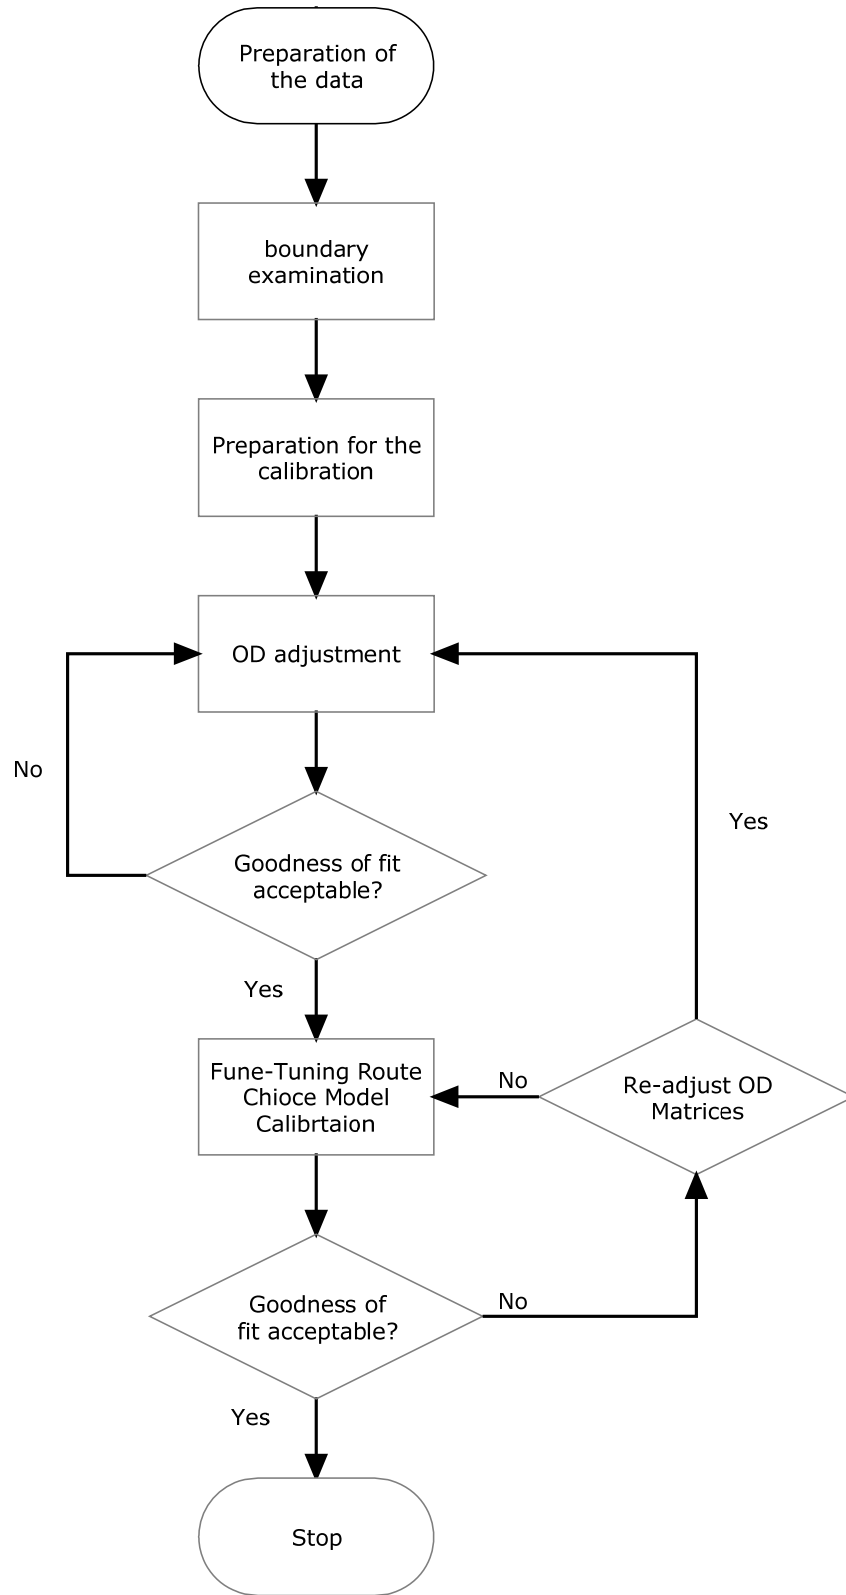 Preparation of
the data
boundary
examination
Preparation for the
calibration
OD adjustment
No
Yes
Goodness of fit
acceptable?
Yes
Fune-Tuning Route
Chioce Model
Calibrtaion
No
Re-adjust OD
Matrices
Goodness of
fit acceptable?
No
Yes
Stop